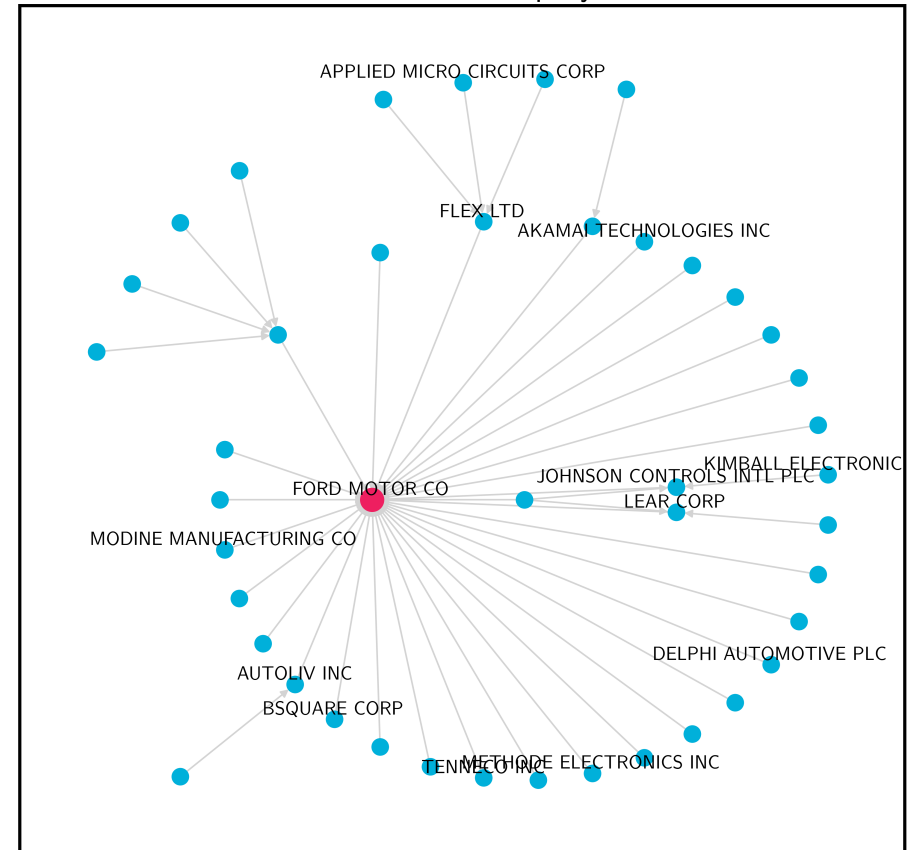 APPLIED MICRO CIRCUITS CORP
FLEX LTD
AKAMAI TECHNOLOGIES INC
KIMBALL ELECTRONIC
JOHNSON CONTROLS INTL PLC
FORD MOTOR CO
LEAR CORP
MODINE MANUFACTURING CO
DELPHI AUTOMOTIVE PLC
AUTOLIV INC
BSQUARE CORP
METHODE ELECTRONICS INC
TENNECO INC